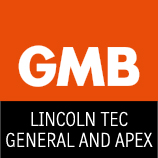 GMB
LINCOLN TEC
GENERAL AND APEX